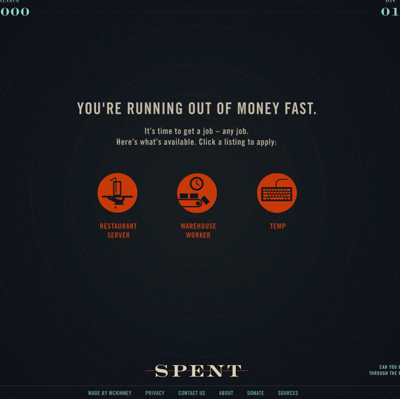 000
01
YOU'RE RUNNING OUT OF MONEY FAST.
It's time to get a job – any job.
Here's what's available. Click a listing to apply:
RESTAURANT
SERVER
WAREHOUSE
WORKER
TEMP
SPENT
CAN YOU
THROUGH THE
MADE BY MCKINNEY PRIVACY CONTACT US ABOUT DONATE SOURCES